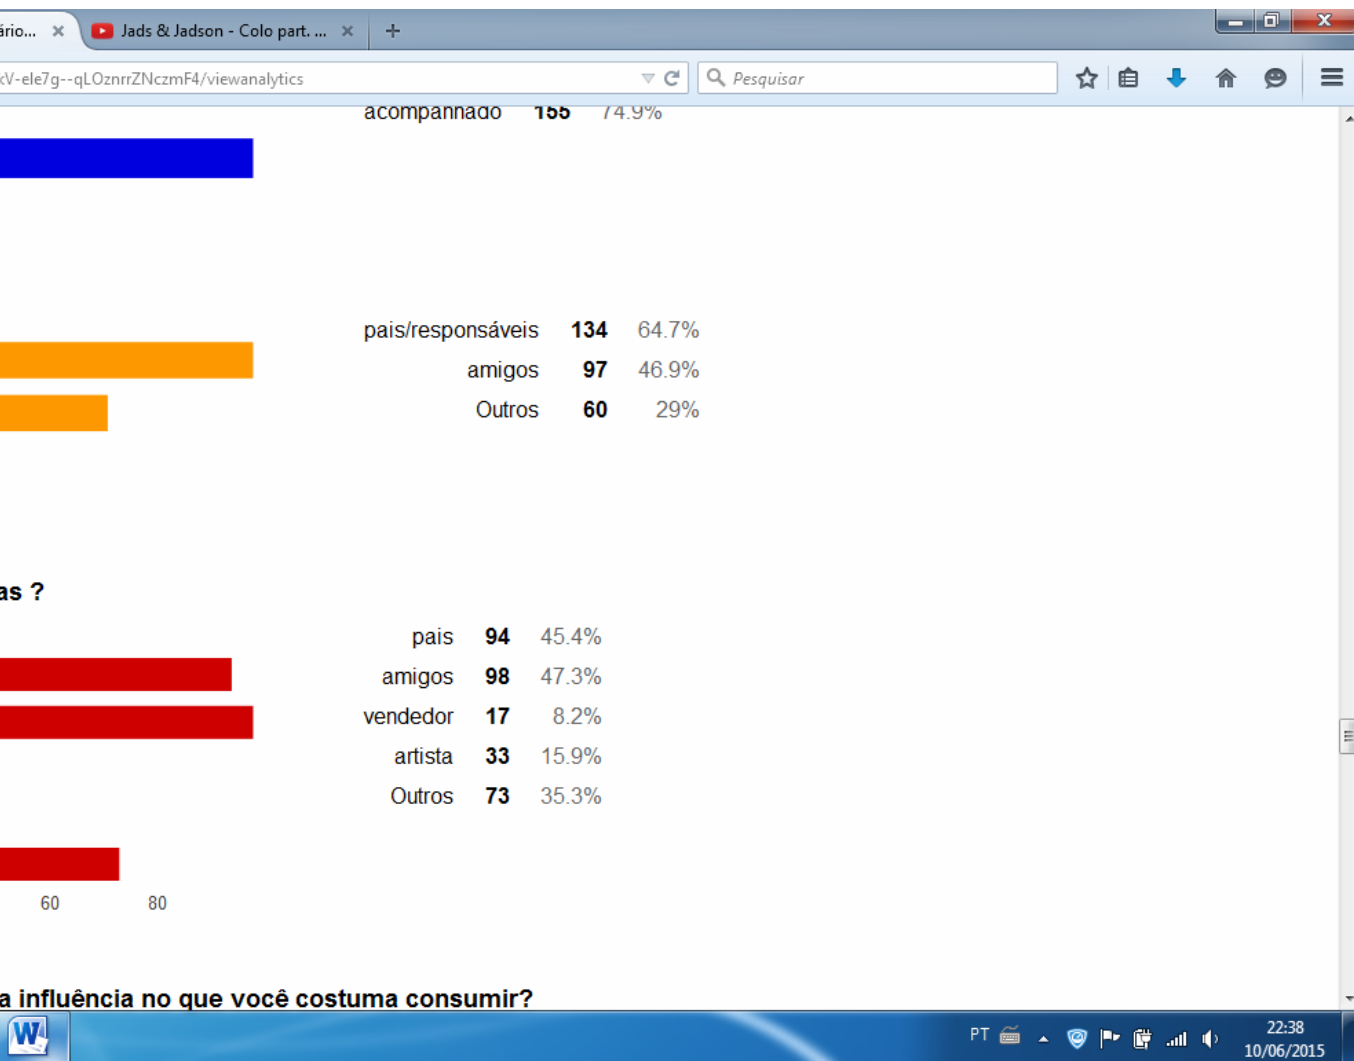 ário...
Jads & Jadson - Colo part. ...
kV-ele7g--qLOznrrZNczmF4/viewanalytics
Pesquisar
acompanhado 155 74.9%
pais/responsáveis 134 64.7%
amigos 97 46.9%
Outros 60 29%
as ?
pais 94 45.4%
amigos 98 47.3%
vendedor 17 8.2%
artista 33 15.9%
Outros 73 35.3%
60 80
a influência no que você costuma consumir?
W
PT
22:38
10/06/2015